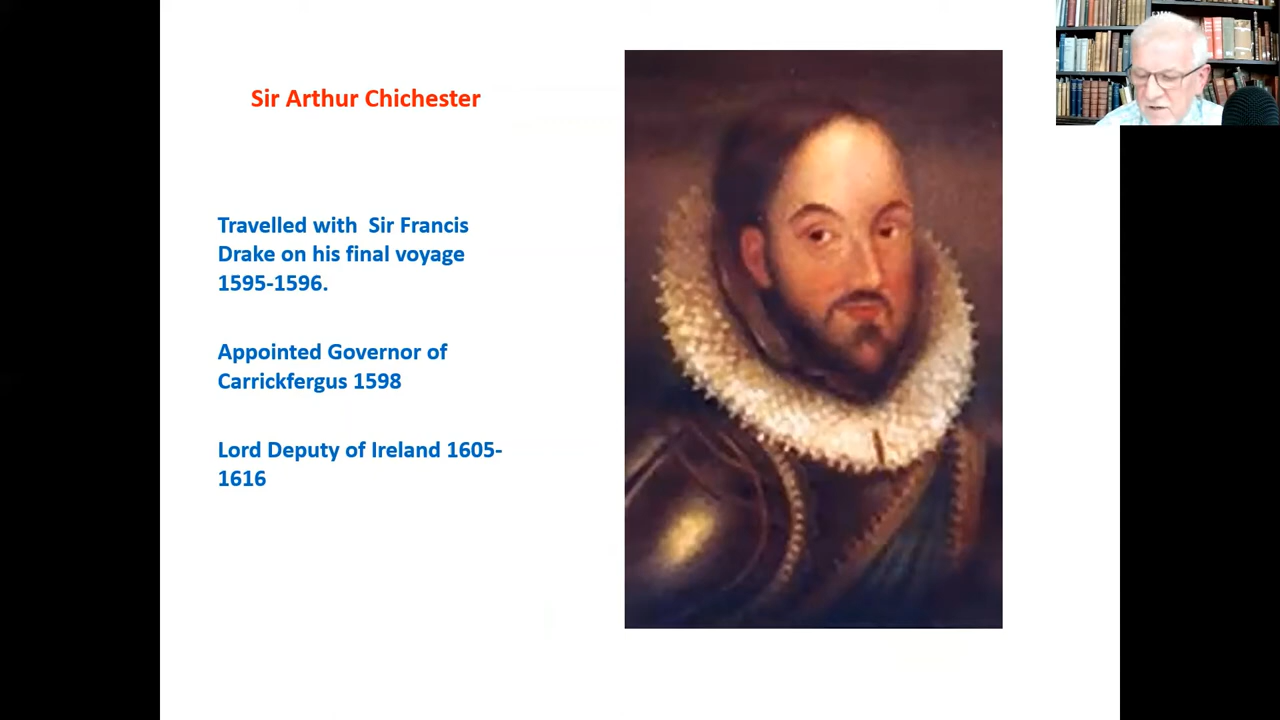 Sir Arthur Chichester
Travelled with  Sir Francis
Drake on his final voyage
1595-1596.
Appointed Governor of
Carrickfergus 1598
Lord Deputy of Ireland 1605-
1616